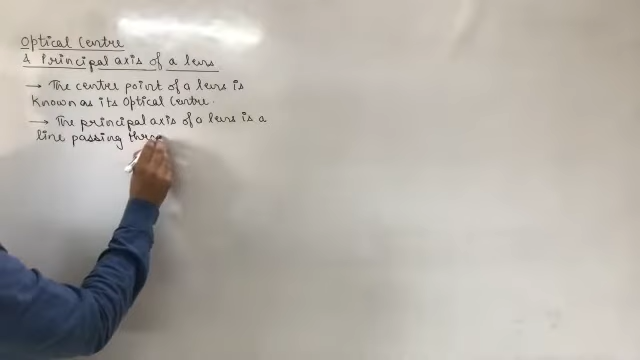 Optical Centre
& Principal axis of a lens
→ The centre point of a lens is
known as its optical centre.
→ The principal axis of a lens is a
line passing